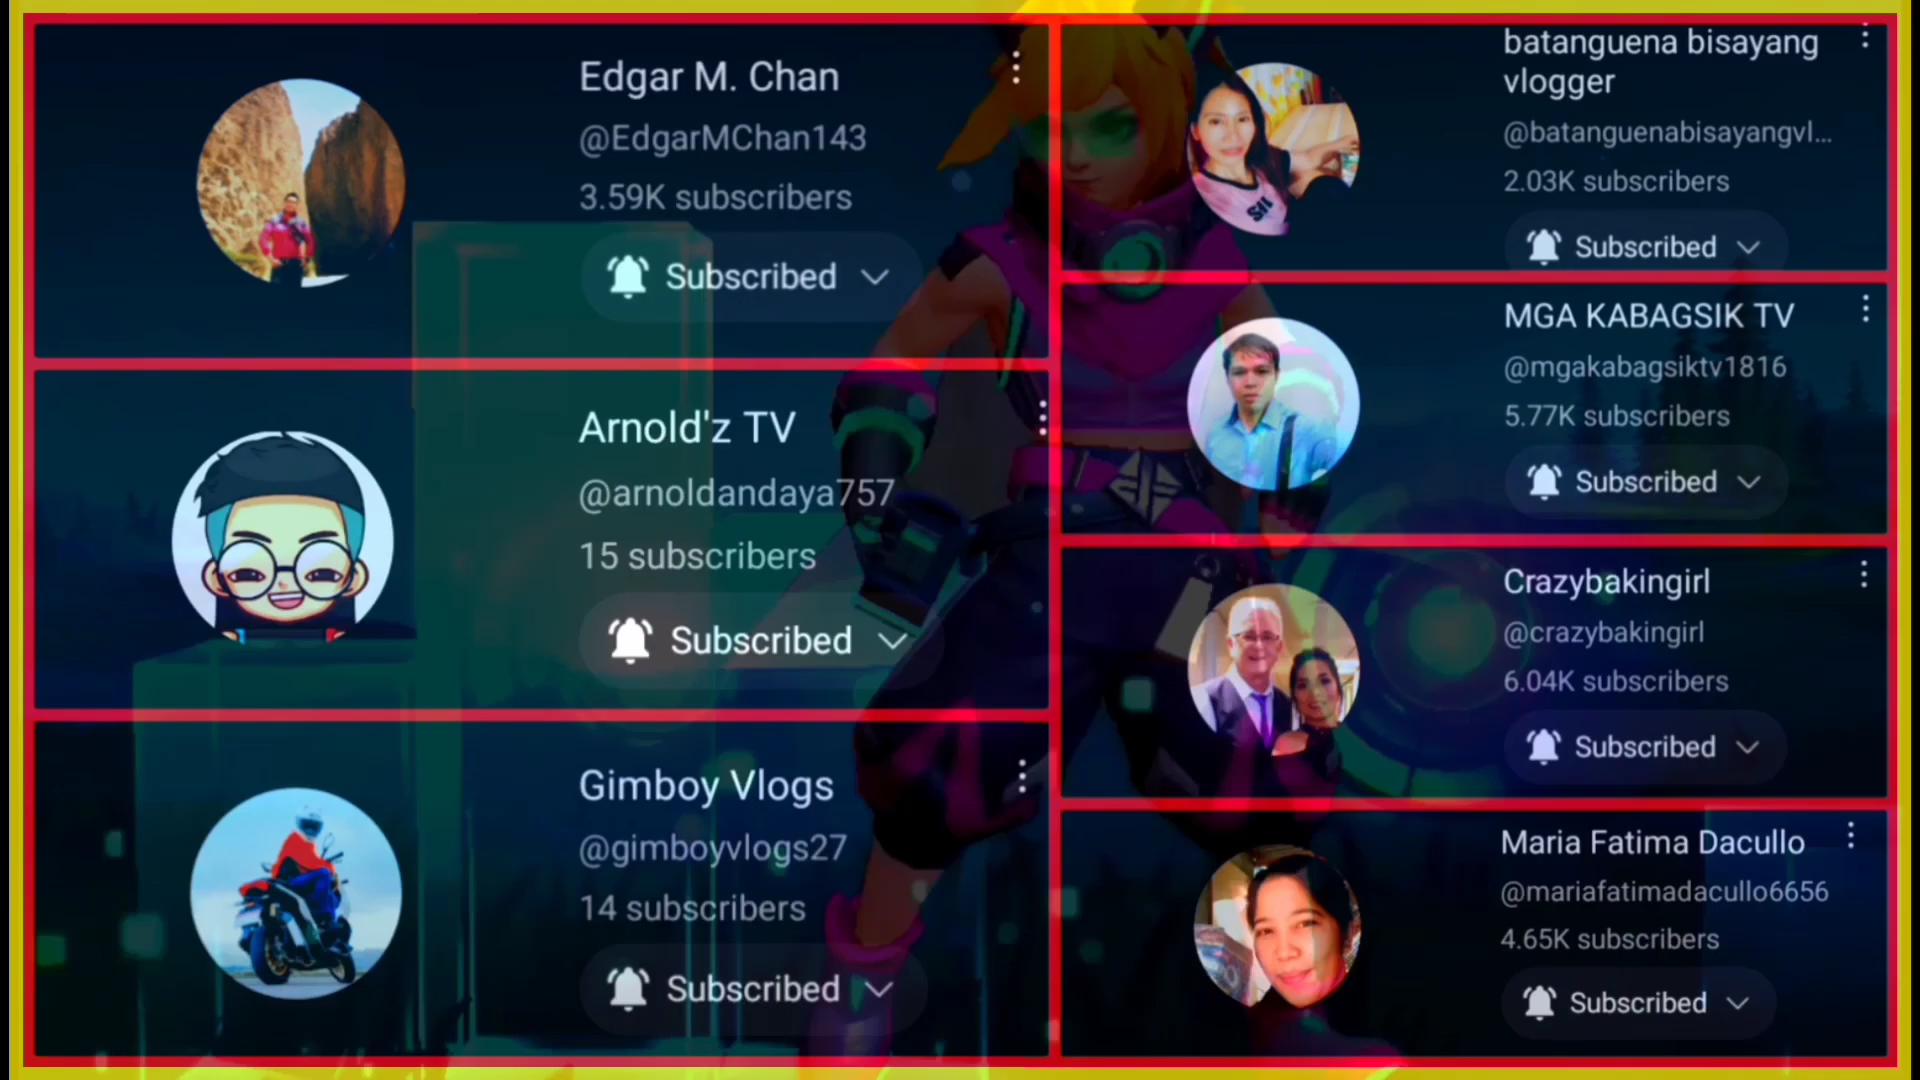 Edgar M. Chan
@EdgarMChan143
3.59K subscribers
Subscribed
Arnold'z TV
@arnoldandaya757
15 subscribers
Subscribed
Gimboy Vlogs
@gimboyvlogs27
14 subscribers
Subscribed
batanguena bisayang
vlogger
@batanguenabisayangvl...
2.03K subscribers
Subscribed
MGA KABAGSIK TV
@mgakabagsiktv1816
5.77K subscribers
Subscribed
Crazybakingirl
@crazybakingirl
6.04K subscribers
Subscribed
Maria Fatima Dacullo
@mariafatimadacullo6656
4.65K subscribers
Subscribed